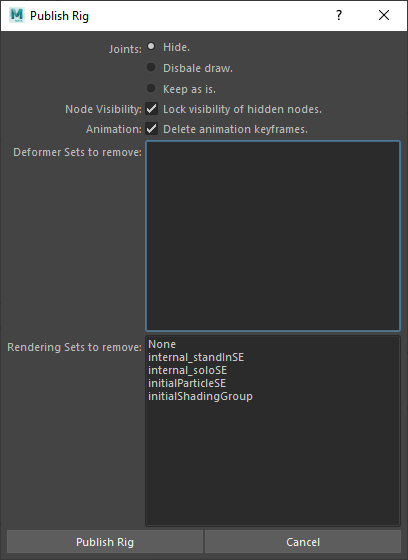 Publish Rig
?
Joints: Hide.
Disbale draw.
Keep as is.
Node Visibility: Lock visibility of hidden nodes.
Animation: Delete animation keyframes.
Deformer Sets to remove:
Rendering Sets to remove:
None
internal_standInSE
internal_soloSE
initialParticleSE
initialShadingGroup
Publish Rig Cancel